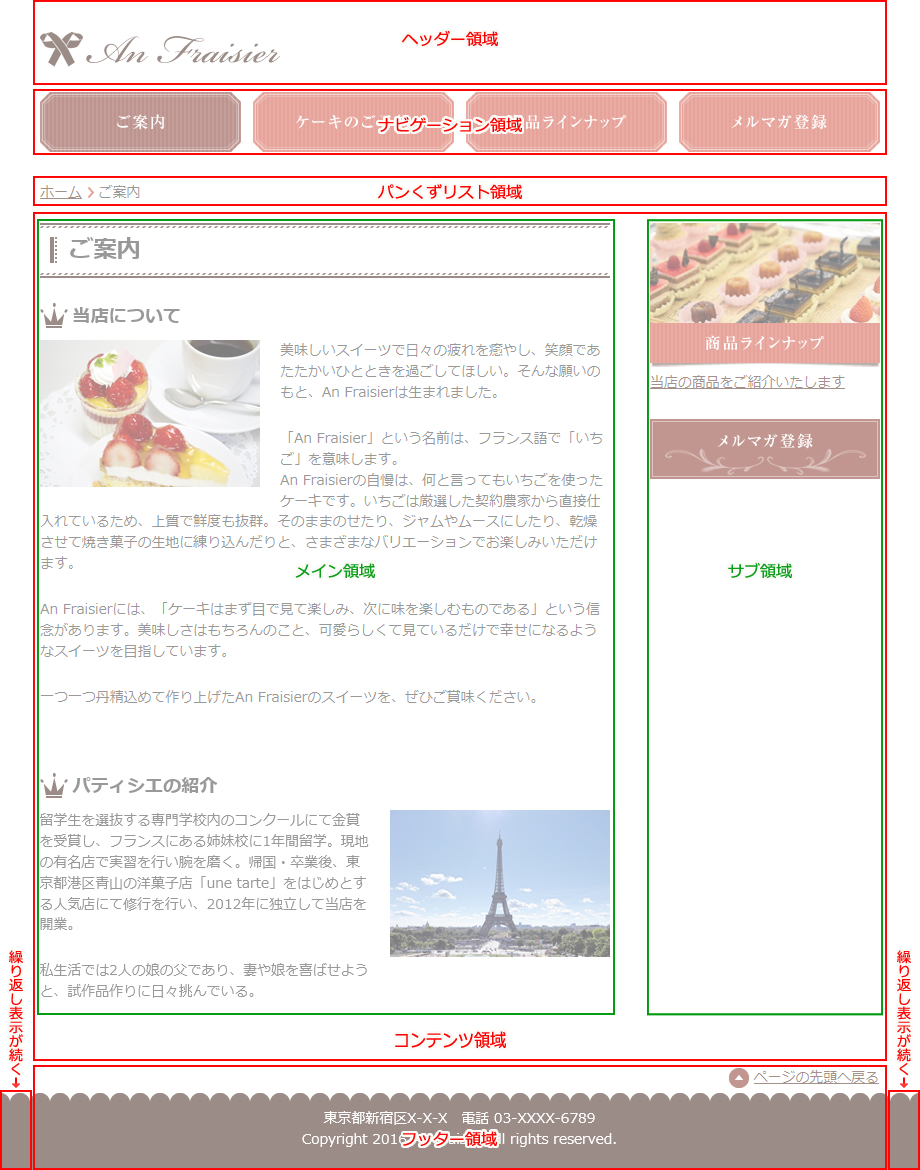 An Fraisier
ヘッダー領域
ご案内
ケーキのご
ナビゲーション領域
品ラインナップ
メルマガ登録
ホーム
ご案内
パンくずリスト領域
ご案内
当店について
美味しいスイーツで日々の疲れを癒やし、笑顔であ
たたかいひとときを過ごしてほしい。そんな願いの
もと、An Fraisierは生まれました。
「An Fraisier」という名前は、フランス語で「いち
ご」を意味します。
An Fraisierの自慢は、何と言ってもいちごを使った
ケーキです。いちごは厳選した契約農家から直接仕
入れているため、上質で鮮度も抜群。そのままのせたり、ジャムやムースにしたり、乾燥
させて焼き菓子の生地に練り込んだりと、さまざまなバリエーションでお楽しみいただけ
ます。
メイン領域
An Fraisierには、「ケーキはまず目で見て楽しみ、次に味を楽しむものである」という信
念があります。美味しさはもちろんのこと、可愛らしくて見ているだけで幸せになるよう
なスイーツを目指しています。
一つ一つ丹精込めて作り上げたAn Fraisierのスイーツを、ぜひご賞味ください。
パティシエの紹介
留学生を選抜する専門学校内のコンクールにて金賞
を受賞し、フランスにある姉妹校に1年間留学。現地
の有名店で実習を行い腕を磨く。帰国・卒業後、東
京都港区青山の洋菓子店「une tarte」をはじめとす
る人気店にて修行を行い、2012年に独立して当店を
開業。
私生活では2人の娘の父であり、妻や娘を喜ばせよう
と、試作品作りに日々挑んでいる。
商品ラインナップ
当店の商品をご紹介いたします
メルマガ登録
サブ領域
コンテンツ領域
繰り返し表示が続く
繰り返し表示が続く
ページの先頭へ戻る
東京都新宿区X-X-X 電話 03-XXXX-6789
Copyright 201
フッター領域
rights reserved.